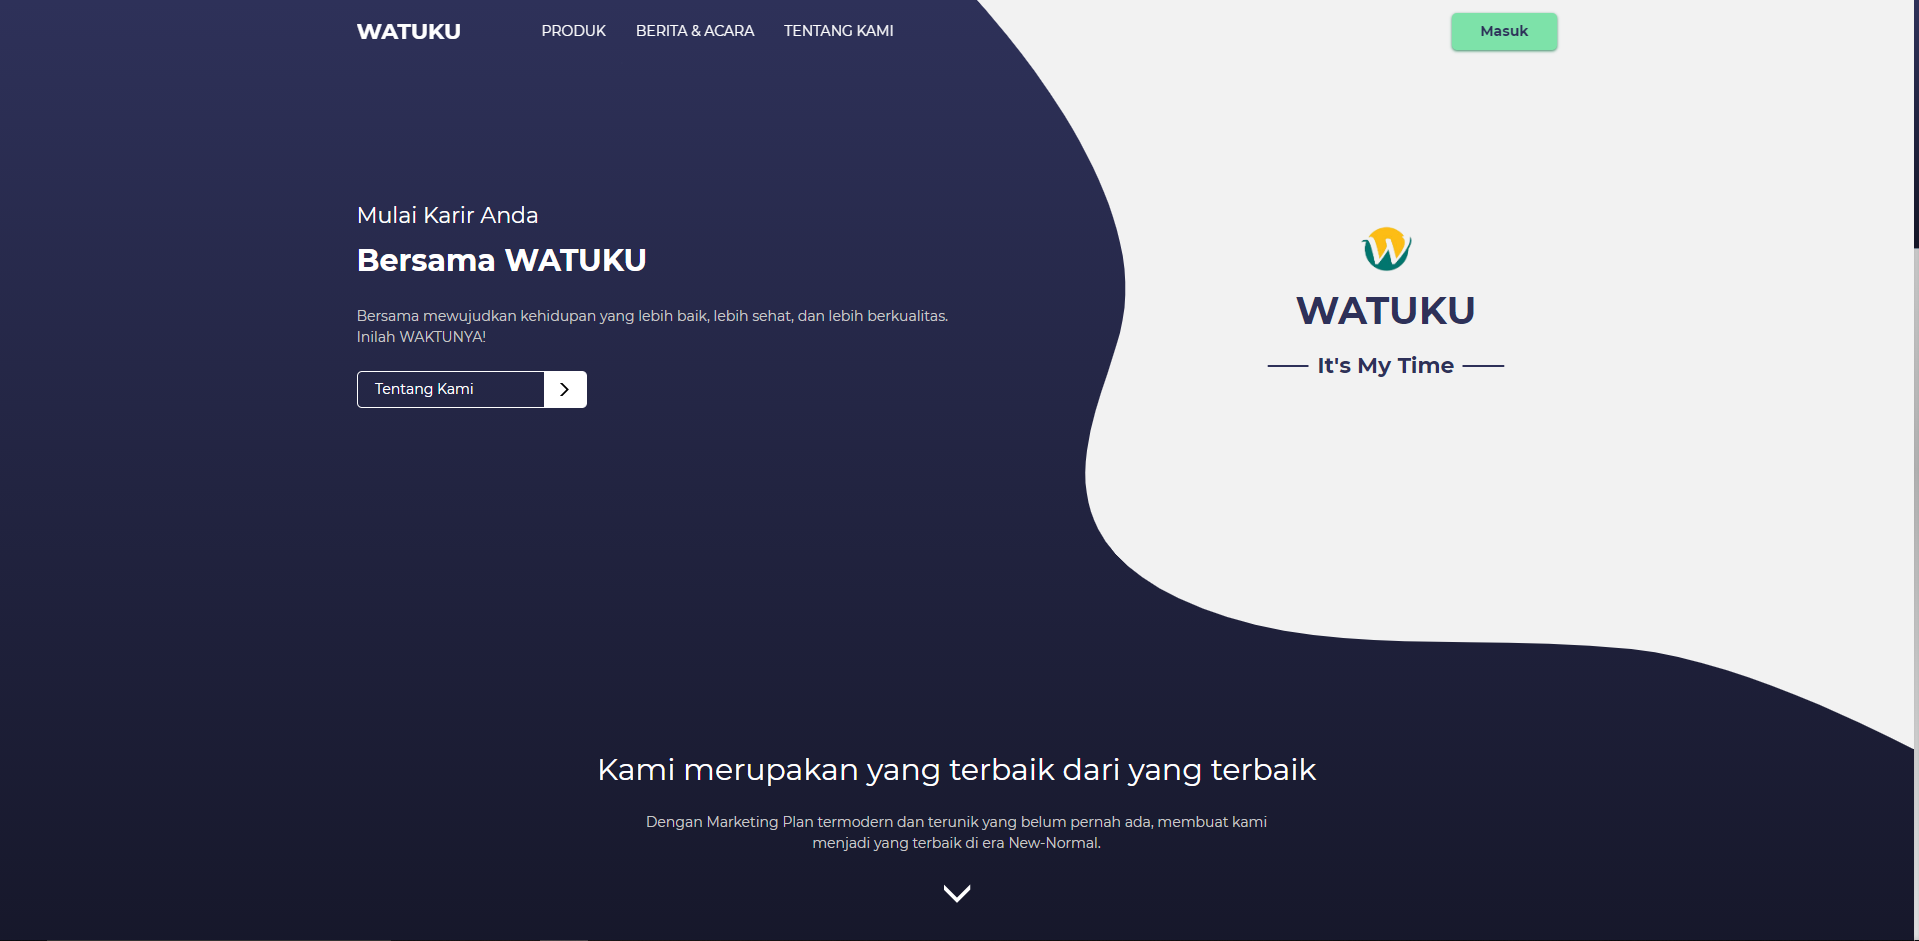 WATUKU
PRODUK
BERITA & ACARA
TENTANG KAMI
Masuk
Mulai Karir Anda
Bersama WATUKU
Bersama mewujudkan kehidupan yang lebih baik, lebih sehat, dan lebih berkualitas.
Inilah WAKTUNYA!
Tentang Kami
W
WATUKU
It's My Time
Kami merupakan yang terbaik dari yang terbaik
Dengan Marketing Plan termodern dan terunik yang belum pernah ada, membuat kami
menjadi yang terbaik di era New-Normal.